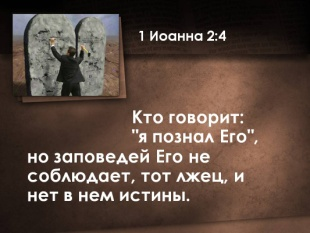 1 Иоанна 2:4
Кто говорит:
"я познал Его",
но заповедей Его не
соблюдает, тот лжец, и
нет в нем истины.